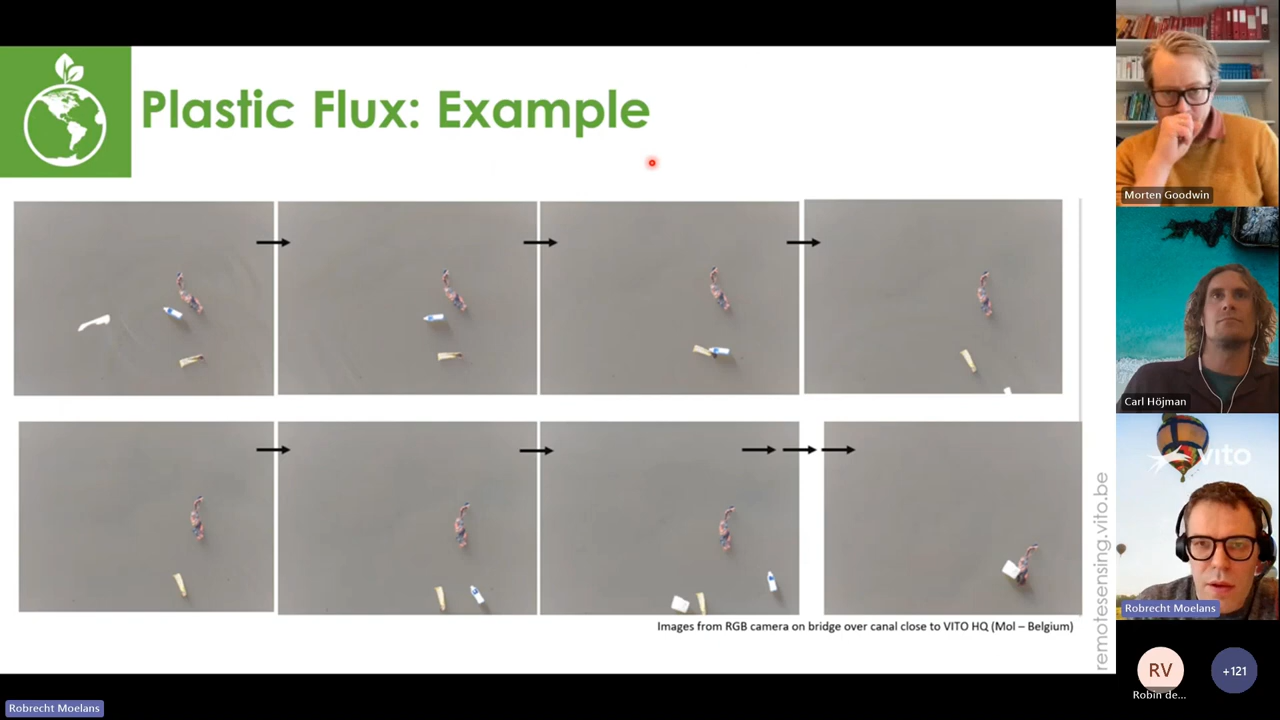 Plastic Flux: Example
Images from RGB camera on bridge over canal close to VITO HQ (Mol – Belgium)
remotesensing.vito.be
Morten Goodwin
Carl Höjman
vito
Robrecht Moelans
RV
Robin de...
+121
Robrecht Moelans